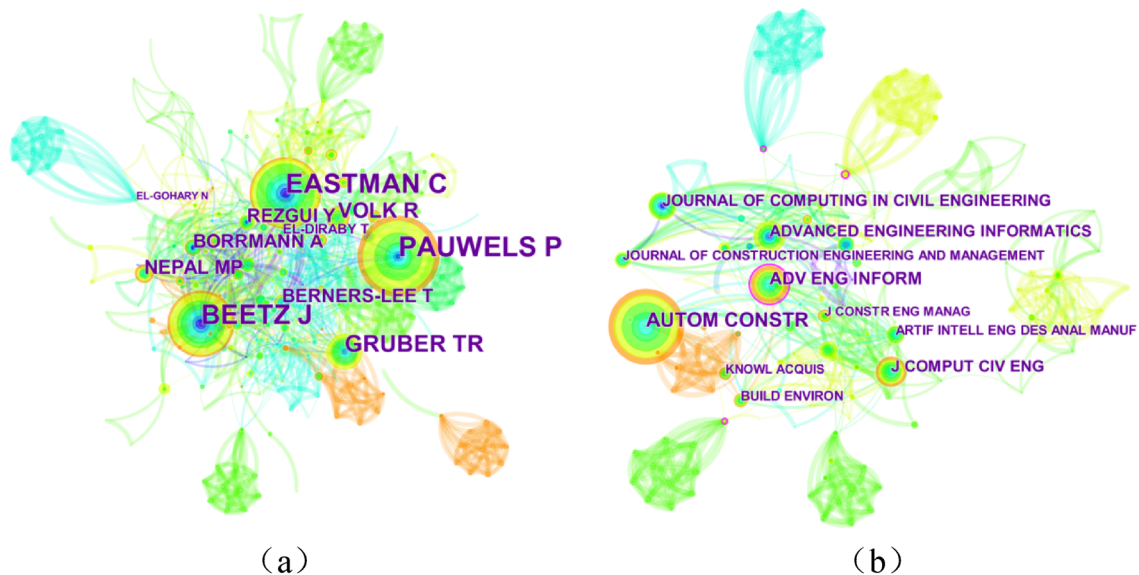 EL-GOHARY N
EASTMAN C
REZGUI Y
VOLK R
EL-DIRABY T
BORRMANN A
PAUWELS P
NEPAL MP
BERNERS-LEE T
BEETZ J
GRUBER TR
(a)
JOURNAL OF COMPUTING IN CIVIL ENGINEERING
ADVANCED ENGINEERING INFORMATICS
JOURNAL OF CONSTRUCTION ENGINEERING AND MANAGEMENT
ADV ENG INFORM
J CONSTR ENG MANAG
AUTOM CONSTR
ARTIF INTELL ENG DES ANAL MANUF
KNOWL ACQUIS
J COMPUT CIV ENG
BUILD ENVIRON
(b)